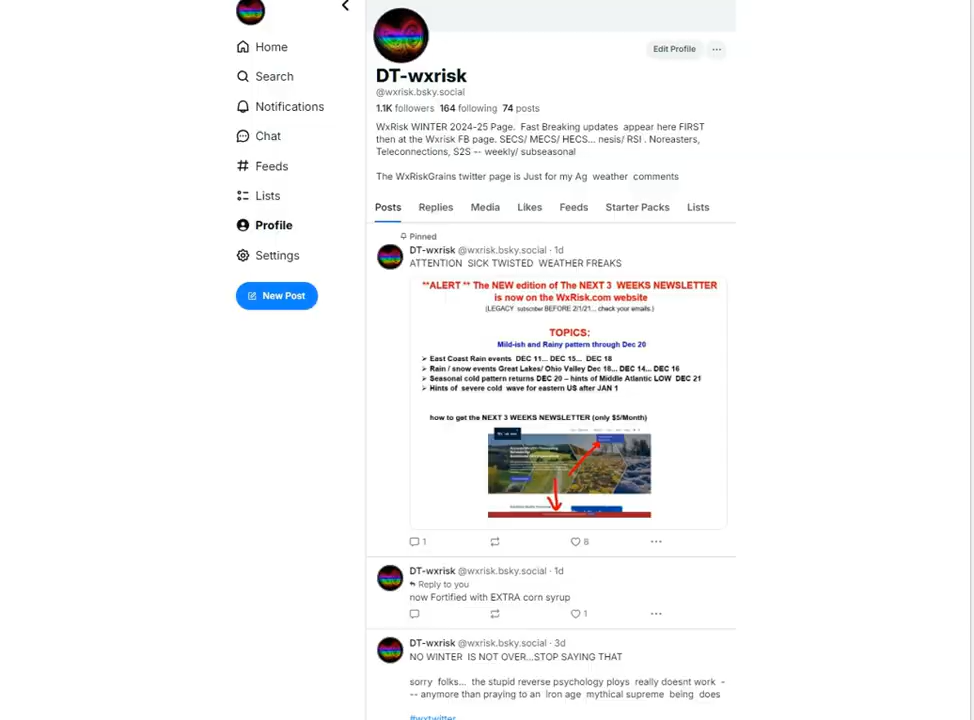 Home
Search
Notifications
Chat
Feeds
Lists
Profile
Settings
New Post
Edit Profile
DT-wxrisk
@wxrisk.bsky.social
1.1K followers 164 following 74 posts
WxRisk WINTER 2024-25 Page. Fast Breaking updates appear here FIRST
then at the Wxrisk FB page. SECS/ MECS/ HECS... nesis/ RSI . Noreasters,
Teleconnections, S2S -- weekly/ subseasonal
The WxRiskGrains twitter page is Just for my Ag weather comments
Posts Replies Media Likes Feeds Starter Packs Lists
Pinned
DT-wxrisk @wxrisk.bsky.social · 1d
ATTENTION SICK TWISTED WEATHER FREAKS
**ALERT ** The NEW edition of The NEXT 3 WEEKS NEWSLETTER
is now on the WxRisk.com website
(LEGACY subscriber BEFORE 2/1/21... check your emails.)
TOPICS:
Mild-ish and Rainy pattern through Dec 20
➢ East Coast Rain events DEC 11... DEC 15... DEC 18
➢ Rain / snow events Great Lakes/ Ohio Valley Dec 18... DEC 14... DEC 16
➢ Seasonal cold pattern returns DEC 20 – hints of Middle Atlantic LOW DEC 21
➢ Hints of severe cold wave for eastern US after JAN 1
how to get the NEXT 3 WEEKS NEWSLETTER (only $5/Month)
1 8
DT-wxrisk @wxrisk.bsky.social · 1d
Reply to you
now Fortified with EXTRA corn syrup
1
DT-wxrisk @wxrisk.bsky.social · 3d
NO WINTER IS NOT OVER...STOP SAYING THAT
sorry folks... the stupid reverse psychology ploys really doesnt work -
-- anymore than praying to an iron age mythical supreme being does
#wxtwitter